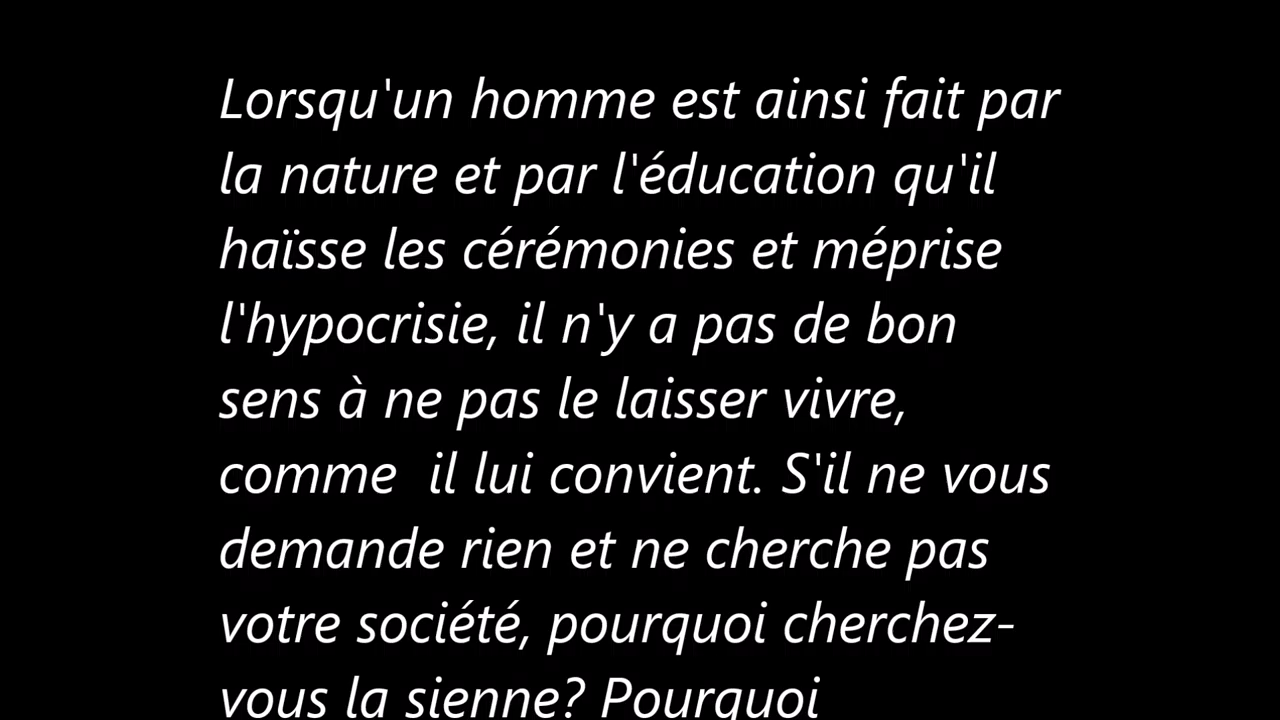 Lorsqu'un homme est ainsi fait par
la nature et par l'éducation qu'il
haïsse les cérémonies et méprise
l'hypocrisie, il n'y a pas de bon
sens à ne pas le laisser vivre,
comme  il lui convient. S'il ne vous
demande rien et ne cherche pas
votre société, pourquoi cherchez-
vous la sienne? Pourquoi